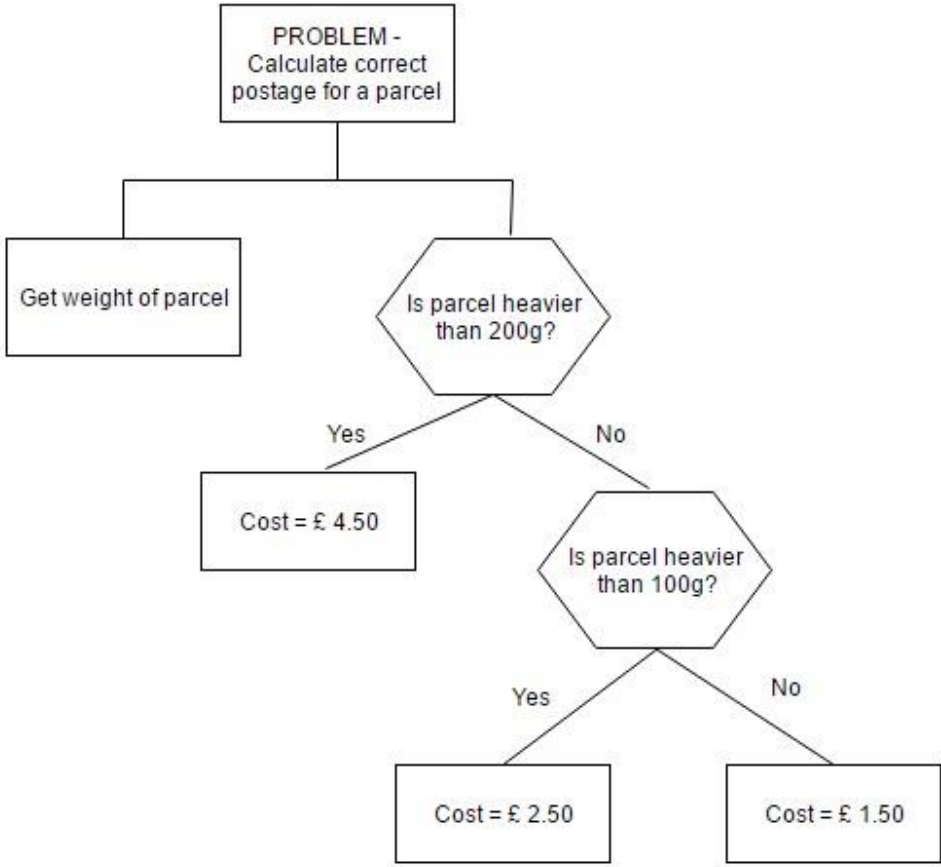 PROBLEM -
Calculate correct
postage for a parcel
Get weight of parcel
Is parcel heavier
than 200g?
Yes
No
Cost = £ 4.50
Is parcel heavier
than 100g?
Yes
No
Cost = £ 2.50
Cost = £ 1.50